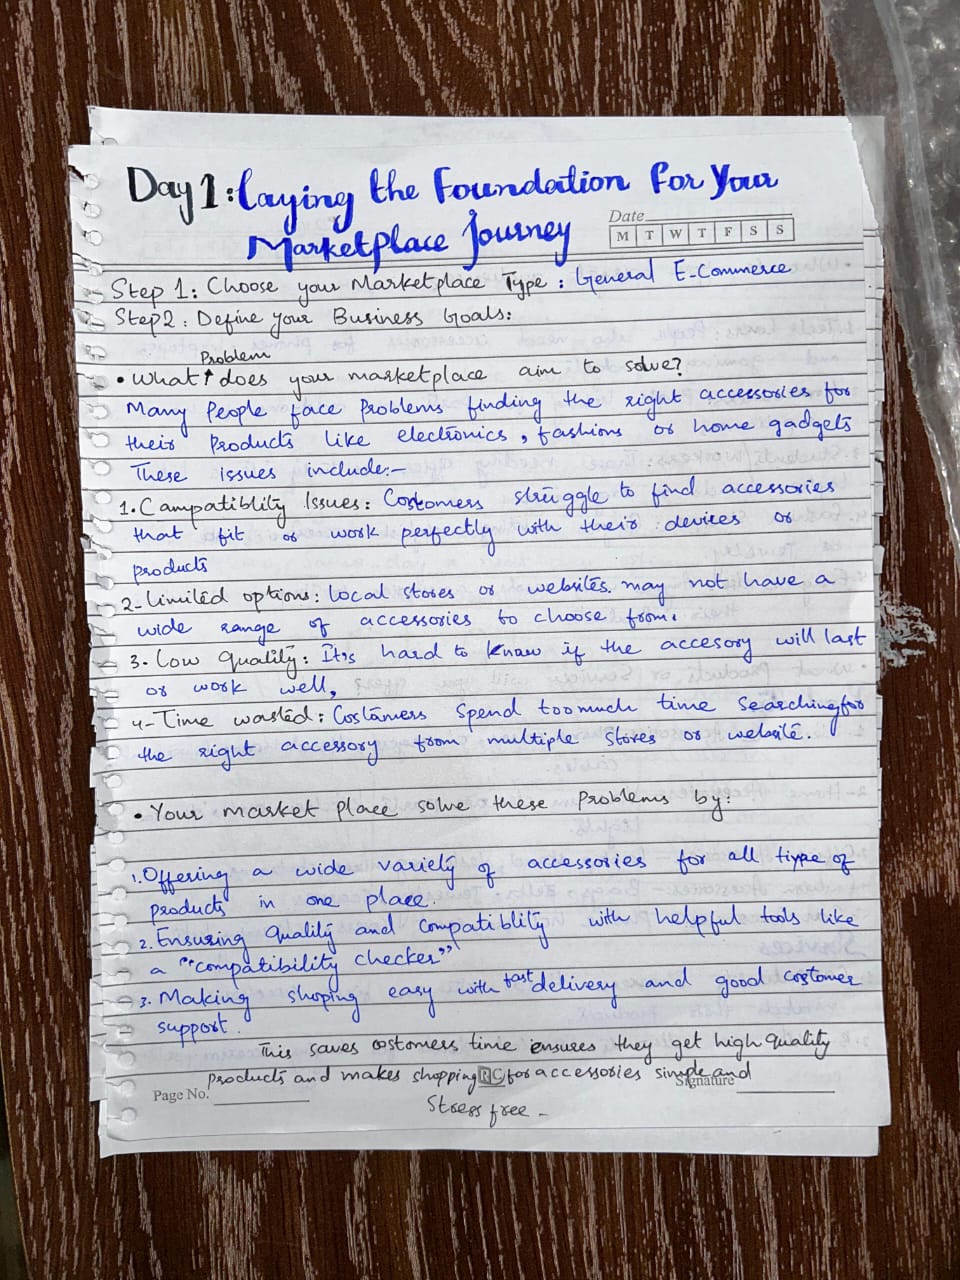 Day 1: Laying the Foundation For Your
Marketplace Journey
Date
M T W T F S S
Step 1: Choose your Marketplace Type : General E-Commerce
Step2: Define your Business Goals:
Problem
• What does your marketplace aim to solve?
Many People face Problems finding the right accessories for
their Products like electronics, fashions or home gadgets
These issues include:-
1. Campatiblity Issues: Costomers struggle to find accessories
that fit or work perfectly with their devices or
products
2- Limited options: local stores or websites. may not have a
wide range of accessories to choose from.
3. Low quality: It,s hard to know if the accesory will last
or work well,
4- Time wasted: Costamers Spend too much time Searching for
the right accessory from multiple stores or website.
• Your market place solve these Problems by:
1. Offering a wide variety of accessories for all tiype of
products in one place.
2. Ensuring quality and Compatiblity with helpful tools like
a "compatibility checker"
3. Making shoping easy with fast delivery and good costomer
support.
This saves costomers time ensures they get high quality
Products and makes shopping for accessories simple and
RC
Page No.
Signature
Stress free -